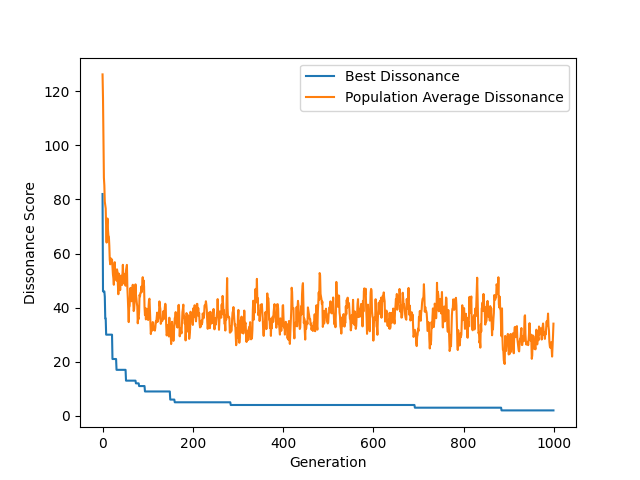 Best Dissonance
Population Average Dissonance
Dissonance Score
120
100
80
60
40
20
0
0 200 400 600 800 1000
Generation